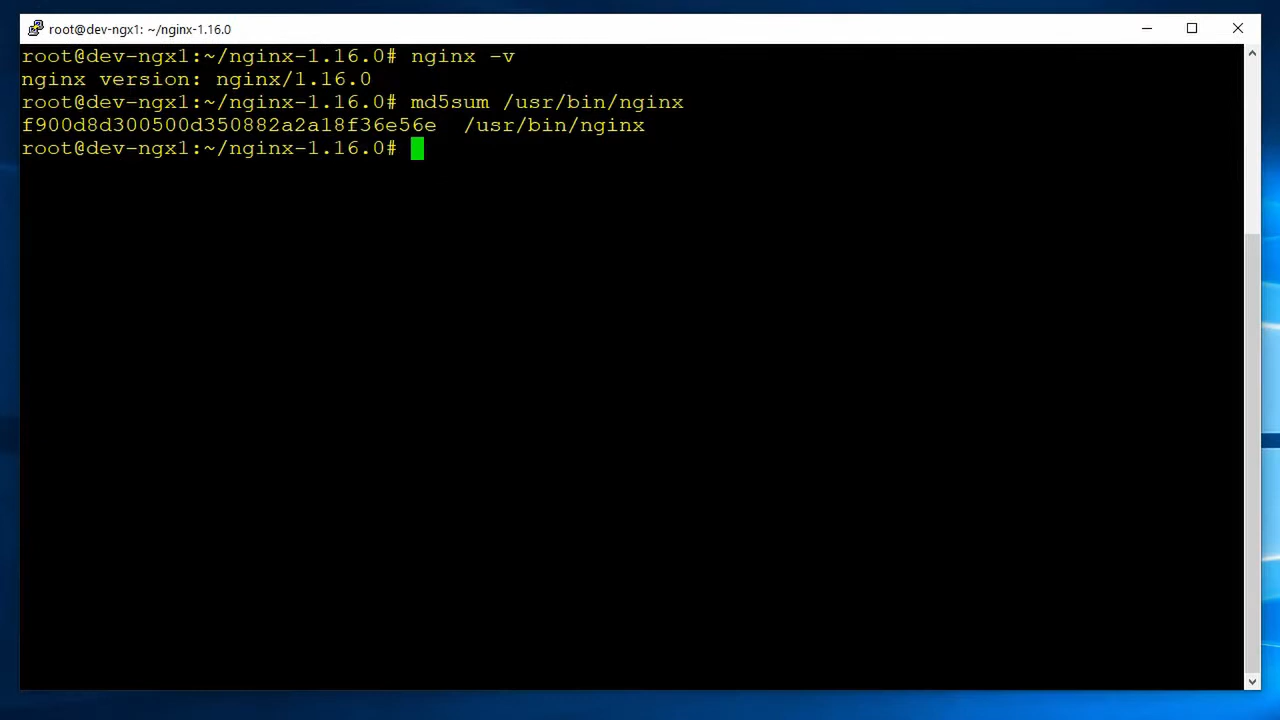 root@dev-ngx1: ~/nginx-1.16.0
root@dev-ngx1:~/nginx-1.16.0# nginx -v
nginx version: nginx/1.16.0
root@dev-ngx1:~/nginx-1.16.0# md5sum /usr/bin/nginx
f900d8d300500d350882a2a18f36e56e  /usr/bin/nginx
root@dev-ngx1:~/nginx-1.16.0#